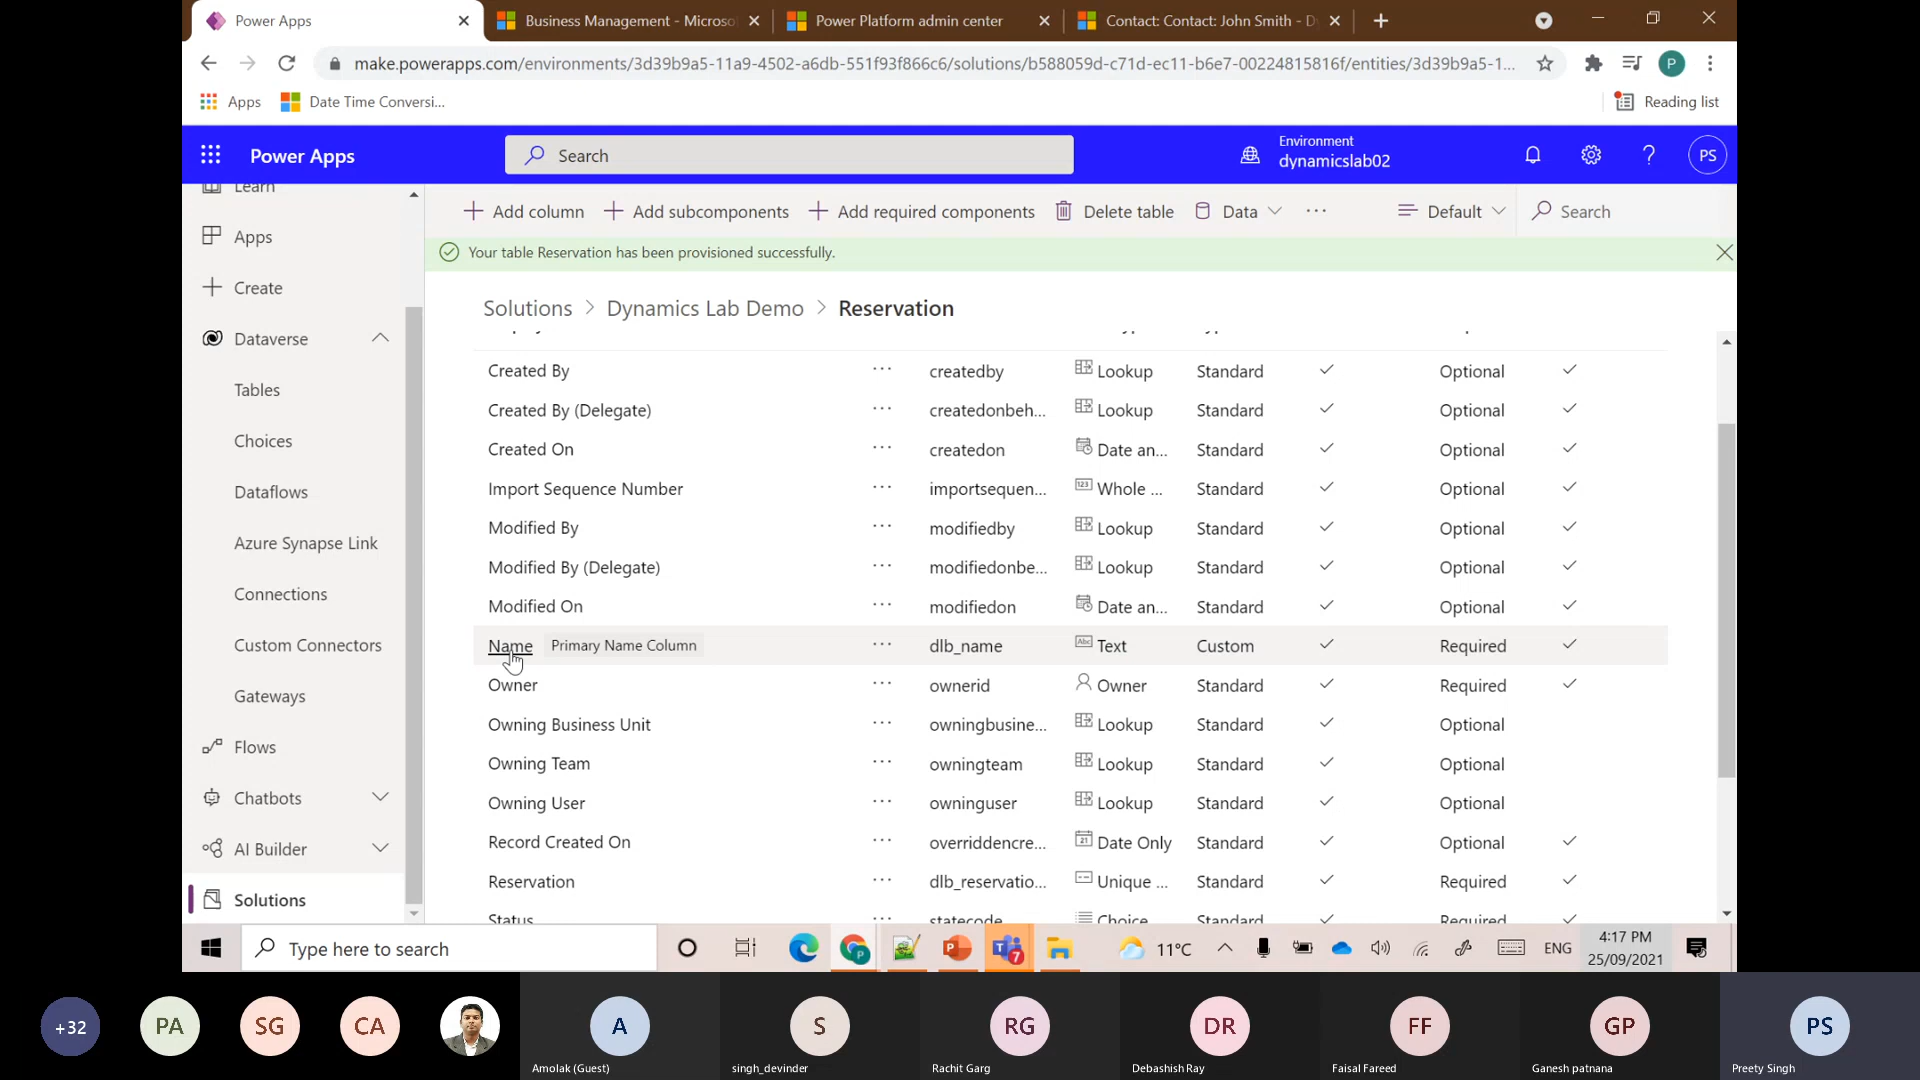 Power Apps
Business Management - Microso
Power Platform admin center
Contact: Contact: John Smith - D
make.powerapps.com/environments/3d39b9a5-11a9-4502-a6db-551f93f866c6/solutions/b588059d-c71d-ec11-b6e7-00224815816f/entities/3d39b9a5-1...
P
Apps
Date Time Conversi...
Reading list
Power Apps
Search
Environment
dynamicslab02
?
PS
Learn
Apps
Create
Dataverse
Tables
Choices
Dataflows
Azure Synapse Link
Connections
Custom Connectors
Gateways
Flows
Chatbots
AI Builder
Solutions
Add column
Add subcomponents
Add required components
Delete table
Data
···
Default
Search
Your table Reservation has been provisioned successfully.
Solutions > Dynamics Lab Demo > Reservation
Created By ··· createdby Lookup Standard Optional
Created By (Delegate) ··· createdonbeh... Lookup Standard Optional
Created On ··· createdon Date an... Standard Optional
Import Sequence Number ··· importsequen... Whole ... Standard Optional
Modified By ··· modifiedby Lookup Standard Optional
Modified By (Delegate) ··· modifiedonbe... Lookup Standard Optional
Modified On ··· modifiedon Date an... Standard Optional
Name Primary Name Column ··· dlb_name Abc Text Custom Required
Owner ··· ownerid Owner Standard Required
Owning Business Unit ··· owningbusine... Lookup Standard Optional
Owning Team ··· owningteam Lookup Standard Optional
Owning User ··· owninguser Lookup Standard Optional
Record Created On ··· overriddencre... Date Only Standard Optional
Reservation ··· dlb_reservatio... Unique ... Standard Required
Status ··· statecode Choice Standard Required
Type here to search
7
11°C
ENG
4:17 PM
25/09/2021
+32
PA
SG
CA
A
Amolak (Guest)
S
singh_devinder
RG
Rachit Garg
DR
Debashish Ray
FF
Faisal Fareed
GP
Ganesh patnana
PS
Preety Singh